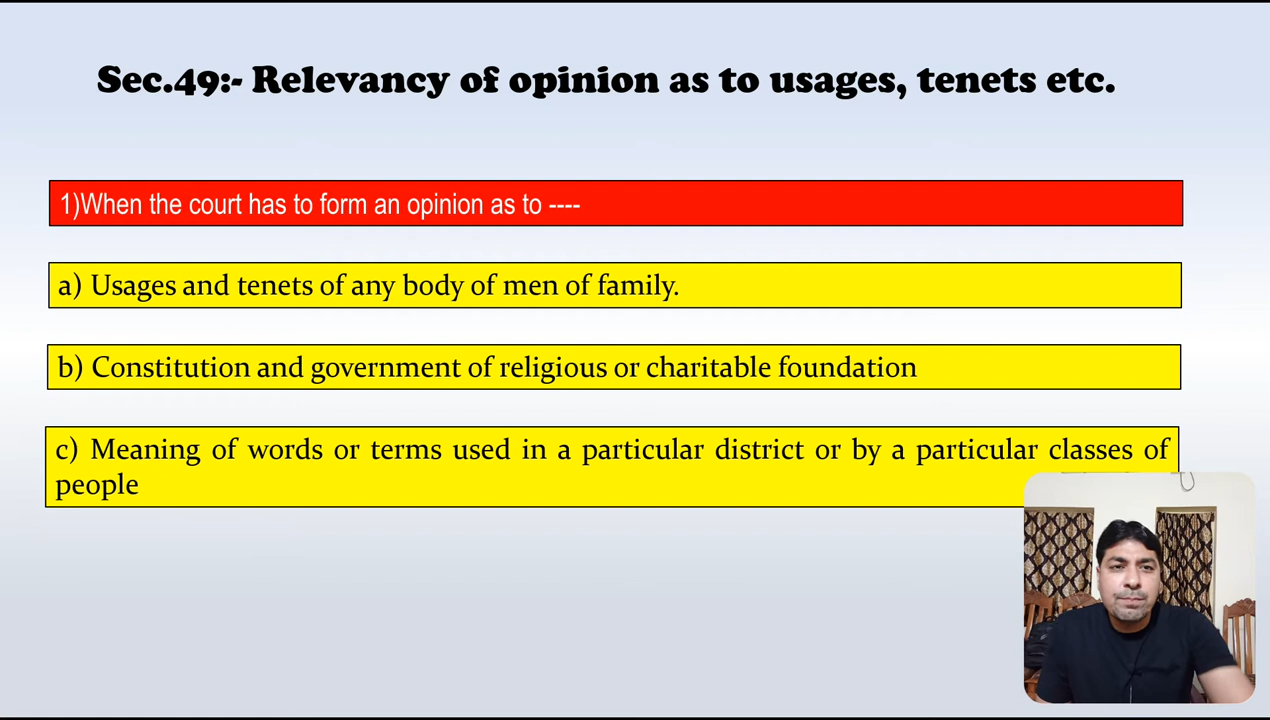 Sec.49:- Relevancy of opinion as to usages, tenets etc.
1)When the court has to form an opinion as to ----
a) Usages and tenets of any body of men of family.
b) Constitution and government of religious or charitable foundation
c) Meaning of words or terms used in a particular district or by a particular classes of
people